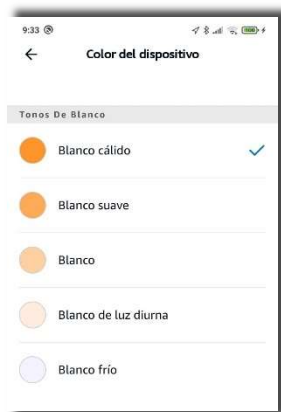 9:33
Color del dispositivo
Tonos De Blanco
Blanco cálido
Blanco suave
Blanco
Blanco de luz diurna
Blanco frío